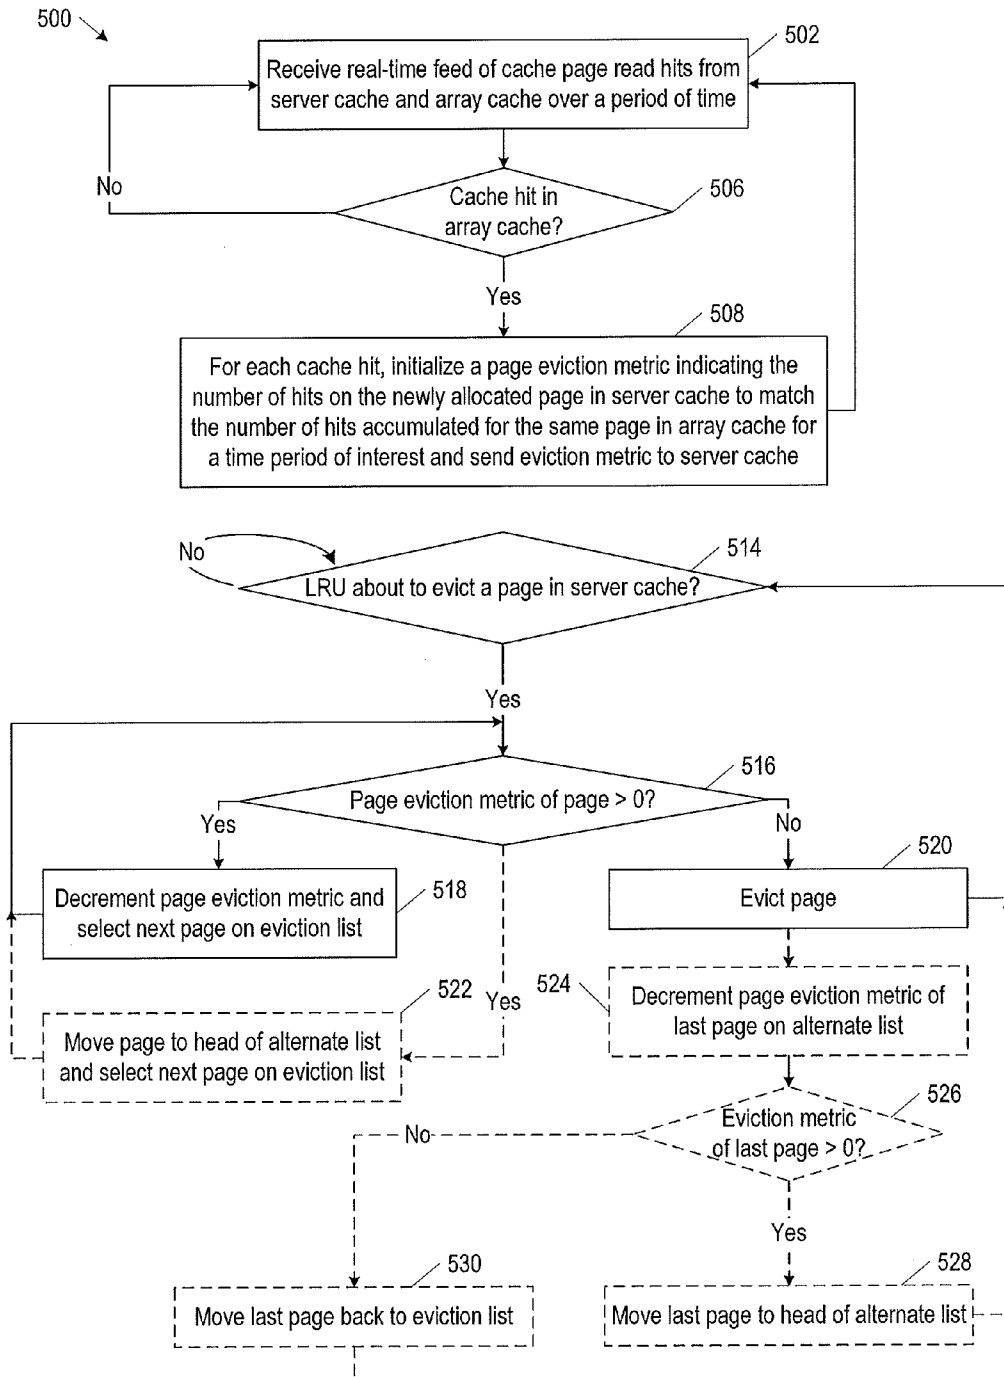 500
502
Receive real-time feed of cache page read hits from
server cache and array cache over a period of time
No
Cache hit in
array cache?
506
Yes
508
For each cache hit, initialize a page eviction metric indicating the
number of hits on the newly allocated page in server cache to match
the number of hits accumulated for the same page in array cache for
a time period of interest and send eviction metric to server cache
No
514
LRU about to evict a page in server cache?
Yes
516
Page eviction metric of page > 0?
Yes
No
518
Decrement page eviction metric and
select next page on eviction list
520
Evict page
522
Yes
Move page to head of alternate list
and select next page on eviction list
524
Decrement page eviction metric of
last page on alternate list
526
Eviction metric
of last page > 0?
No
Yes
530
Move last page back to eviction list
528
Move last page to head of alternate list